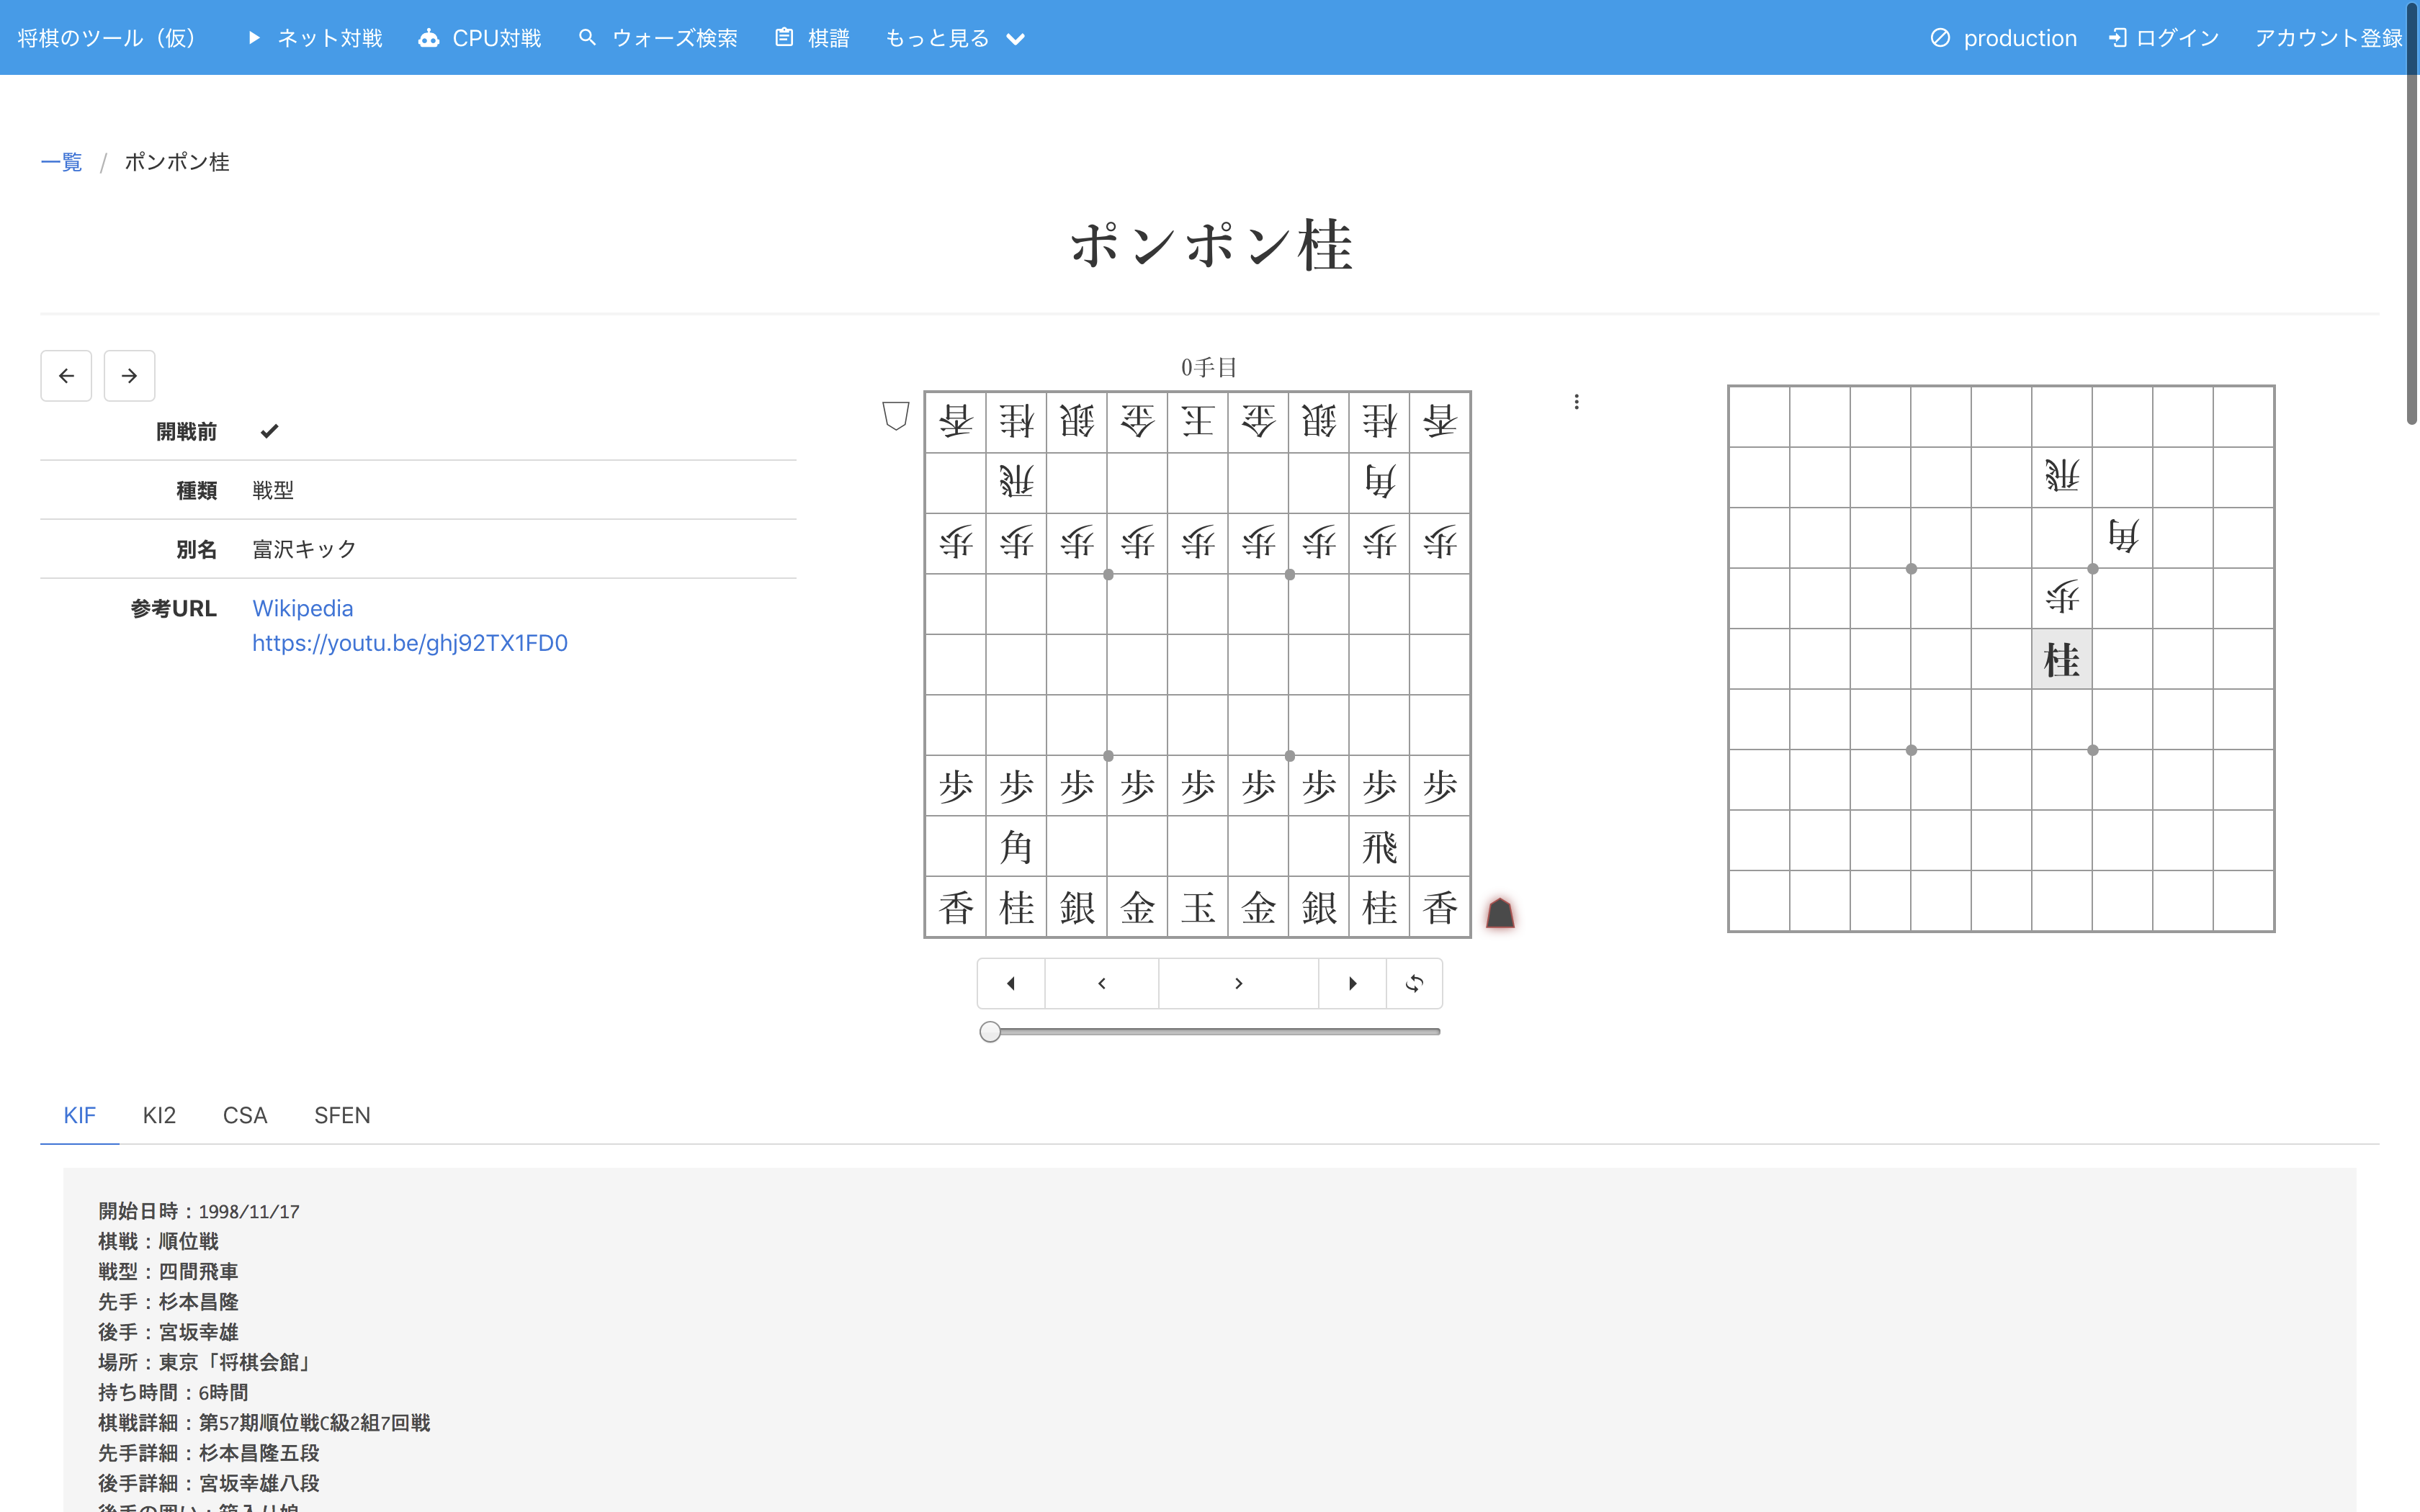 将棋のツール（仮） ネット対戦 CPU対戦 ウォーズ検索 棋譜 もっと見る production ログイン アカウント登録
一覧 / ポンポン桂
ポンポン桂
開戦前
種類 戦型
別名 富沢キック
参考URL Wikipedia
https://youtu.be/ghj92TX1FD0
0手目
香桂銀金王金銀桂香
飛角
歩歩歩歩歩歩歩歩歩
歩歩歩歩歩歩歩歩歩
角飛
香桂銀金玉金銀桂香
飛
角
歩
桂
KIF KI2 CSA SFEN
開始日時：1998/11/17
棋戦：順位戦
戦型：四間飛車
先手：杉本昌隆
後手：宮坂幸雄
場所：東京「将棋会館」
持ち時間：6時間
棋戦詳細：第57期順位戦C級2組7回戦
先手詳細：杉本昌隆五段
後手詳細：宮坂幸雄八段
後手の囲い：箱入り娘